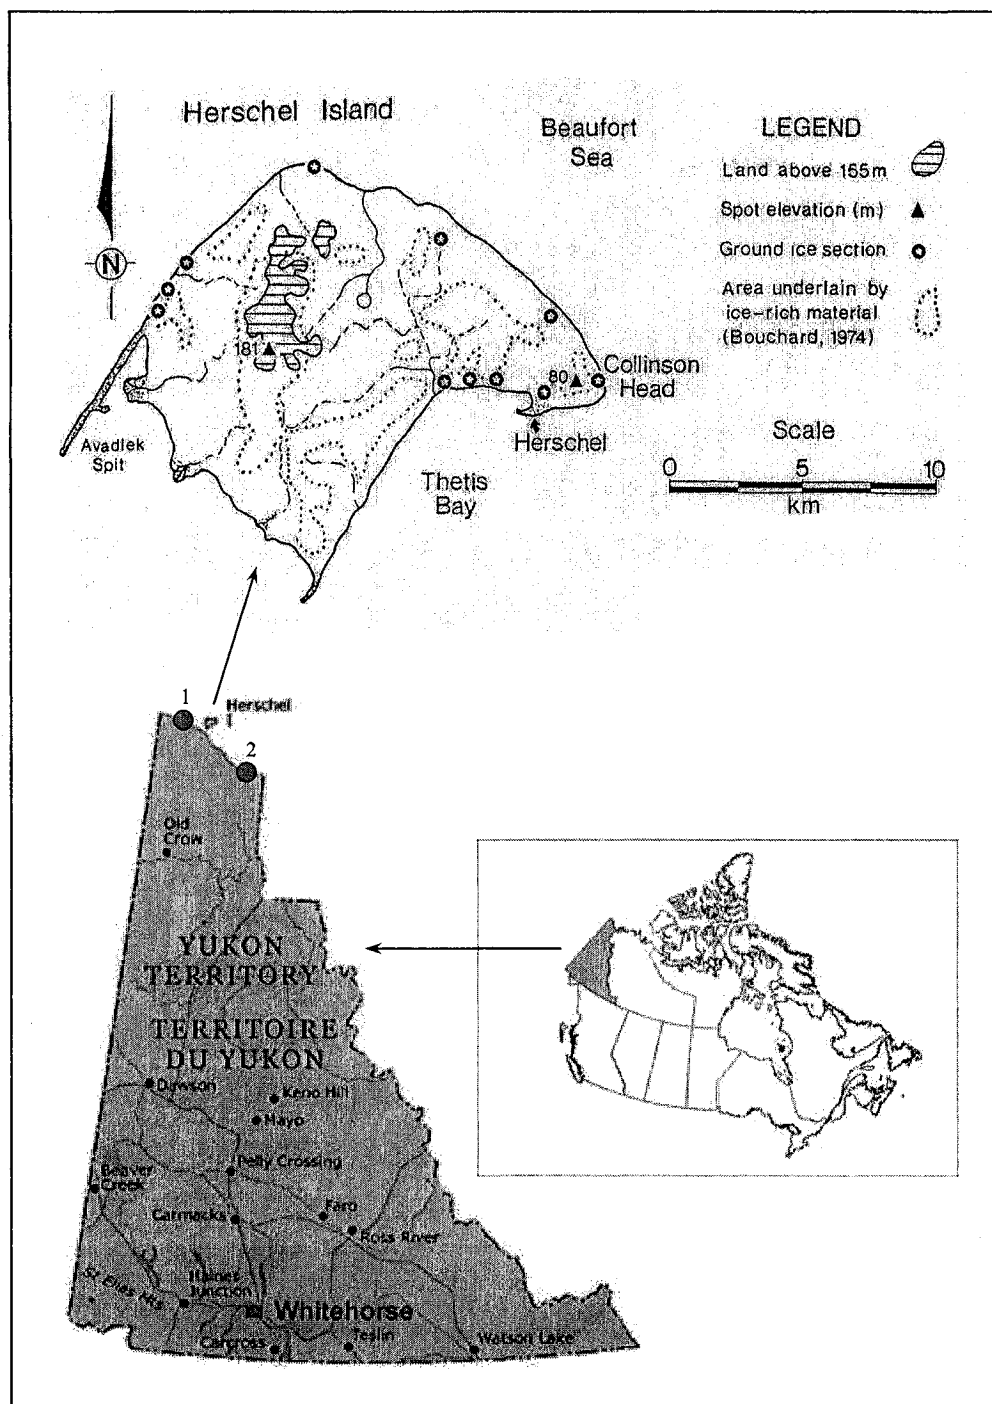 Herschel Island
Beaufort
Sea
LEGEND
Land above 155m
Spot elevation (m)
Ground ice section
Area underlain by
ice-rich material
(Bouchard, 1974)
N
181
80
Collinson
Head
Herschel
Avadlek
Spit
Thetis
Bay
Scale
0 5 10
km
1
Herschel
I
2
Old
Crow
YUKON
TERRITORY
TERRITOIRE
DU YUKON
Dawson
Keno Hill
Mayo
Pelly Crossing
Beaver
Creek
Faro
Carmacks
Ross River
St Elias Mts
Haines
Junction
Whitehorse
Carcross
Teslin
Watson Lake